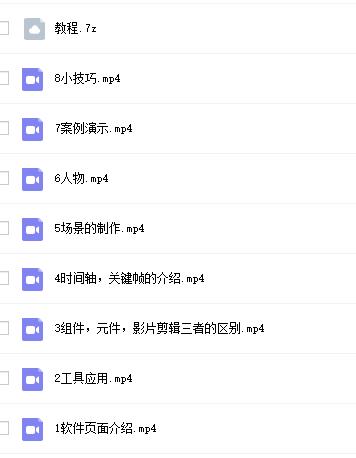 教程.7z
8小技巧.mp4
7案例演示.mp4
6人物.mp4
5场景的制作.mp4
4时间轴，关键帧的介绍.mp4
3组件，元件，影片剪辑三者的区别.mp4
2工具应用.mp4
1软件页面介绍.mp4